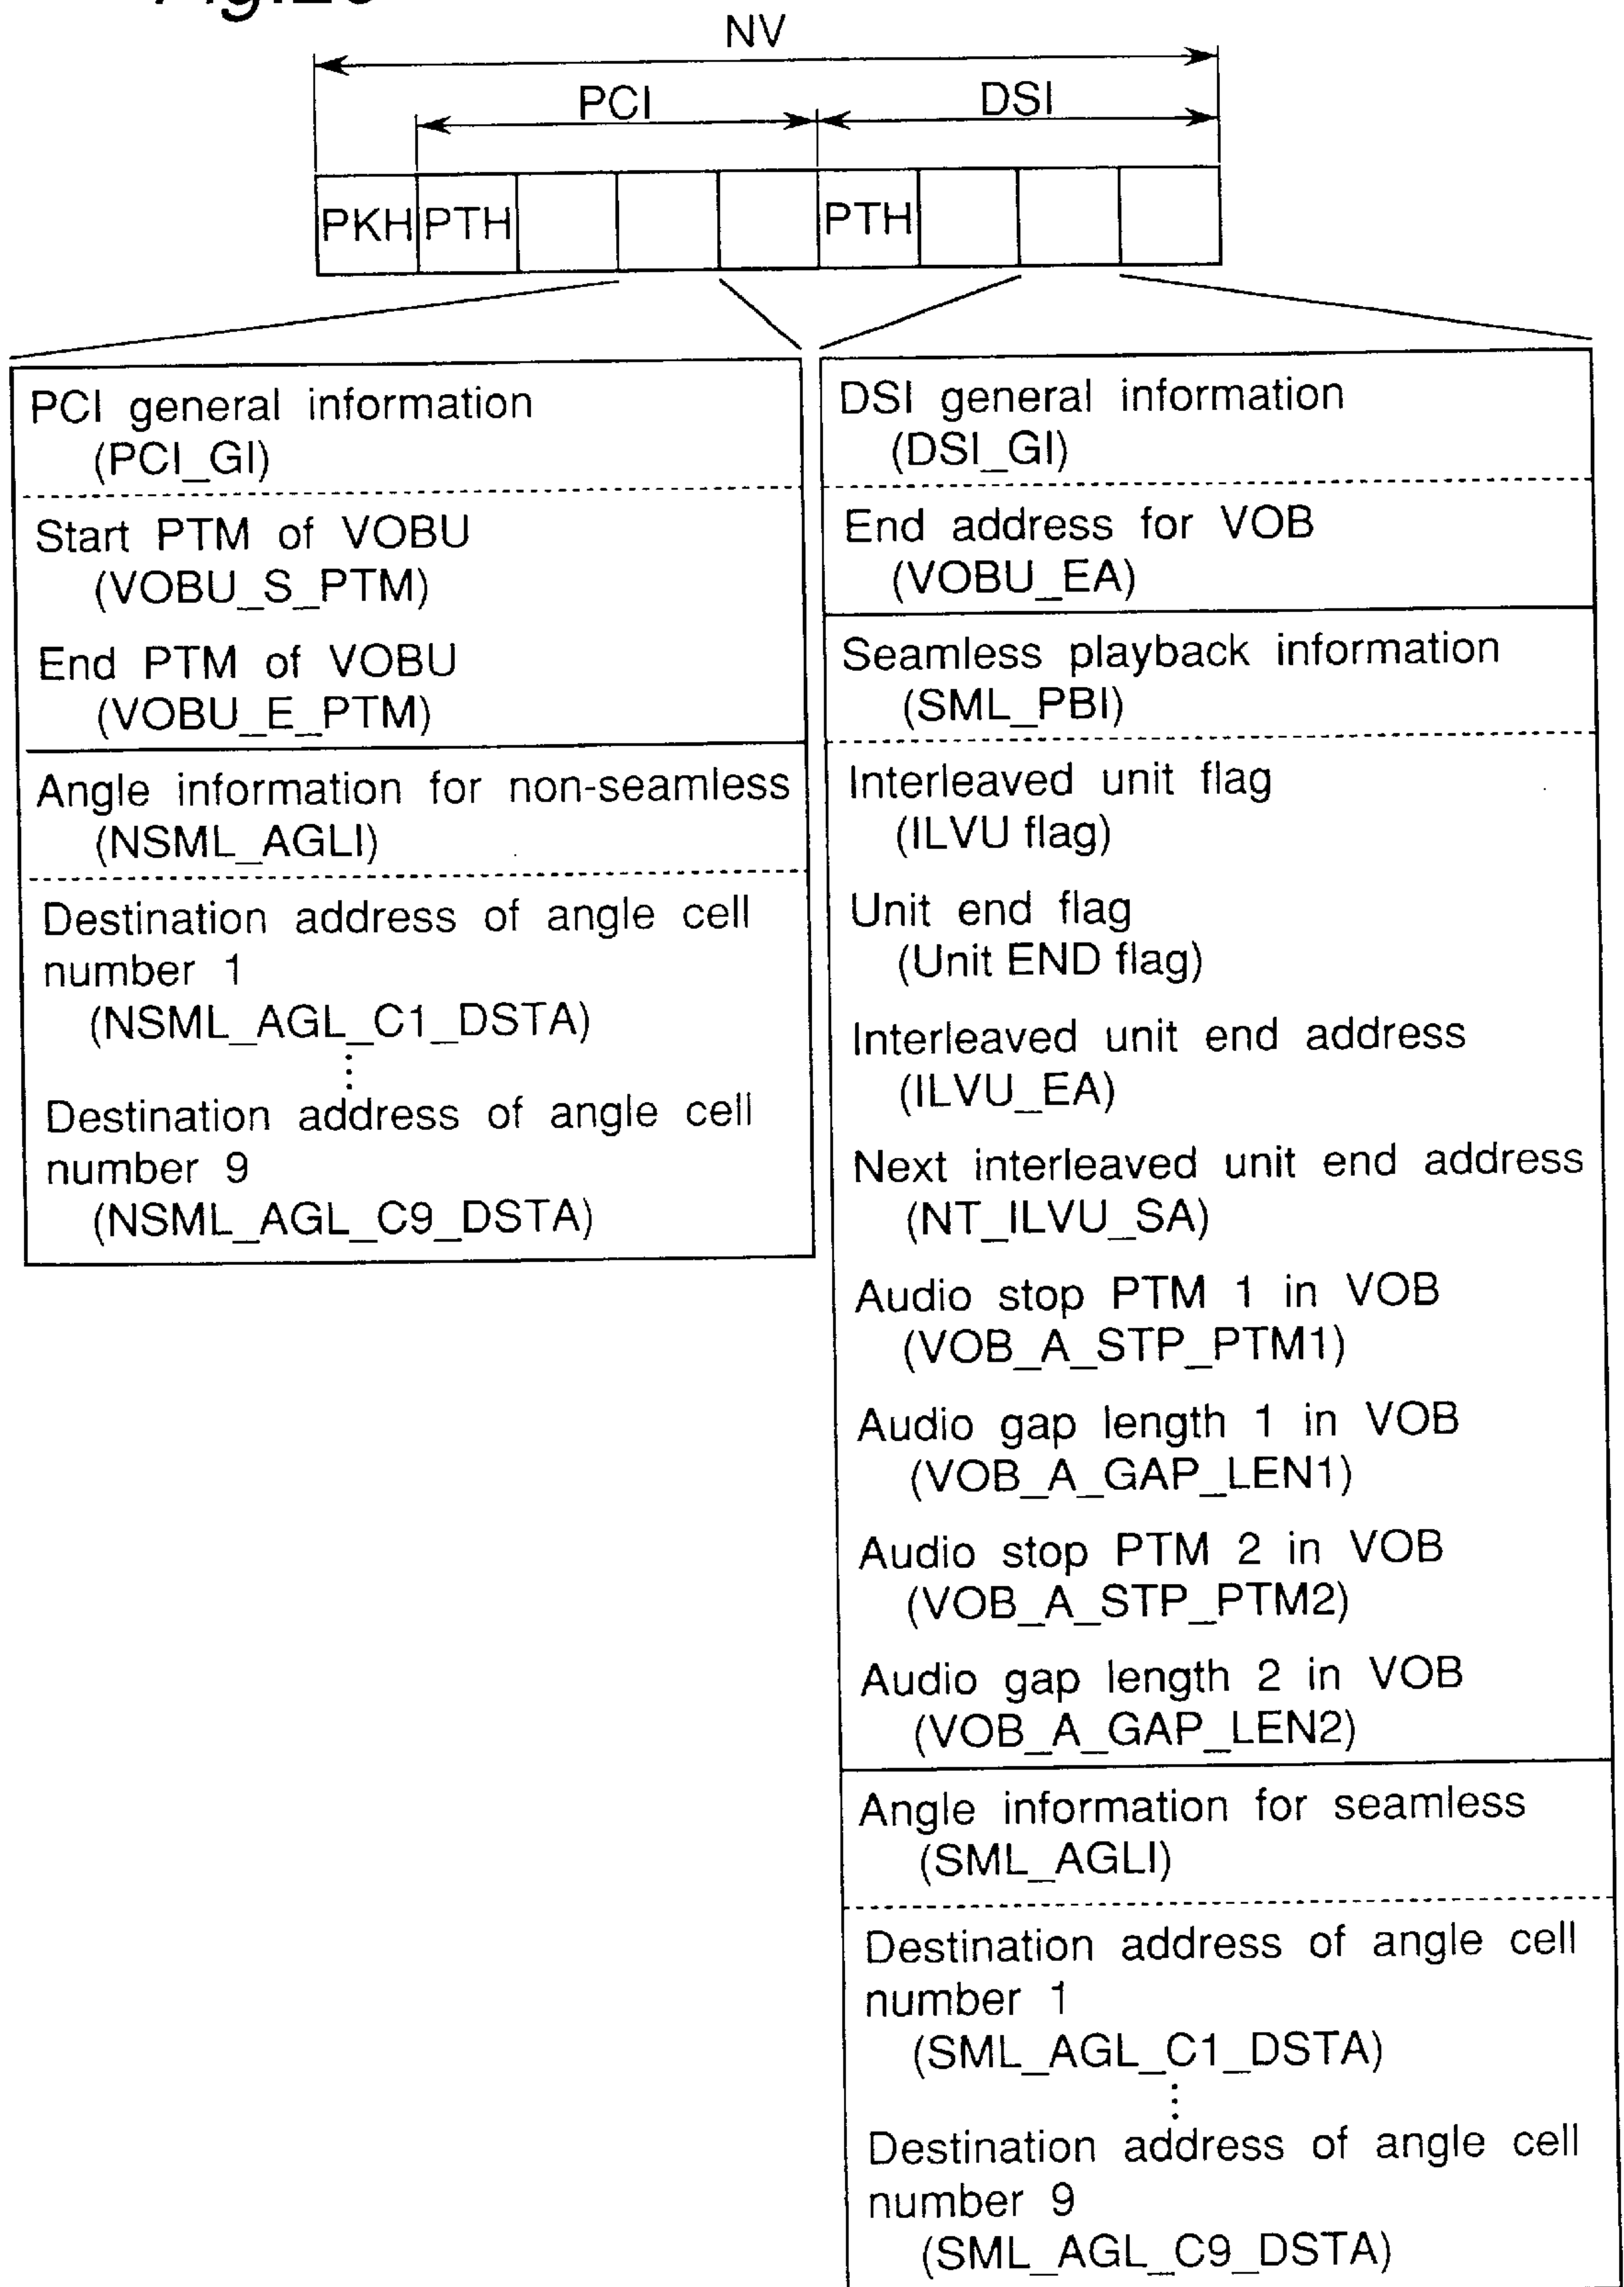 NV
PCI
DSI
PKH PTH PTH
PCI general information
(PCI_GI)
Start PTM of VOBU
(VOBU_S_PTM)
End PTM of VOBU
(VOBU_E_PTM)
Angle information for non-seamless
(NSML_AGLI)
Destination address of angle cell
number 1
(NSML_AGL_C1_DSTA)
Destination address of angle cell
number 9
(NSML_AGL_C9_DSTA)
DSI general information
(DSI_GI)
End address for VOB
(VOBU_EA)
Seamless playback information
(SML_PBI)
Interleaved unit flag
(ILVU flag)
Unit end flag
(Unit END flag)
Interleaved unit end address
(ILVU_EA)
Next interleaved unit end address
(NT_ILVU_SA)
Audio stop PTM 1 in VOB
(VOB_A_STP_PTM1)
Audio gap length 1 in VOB
(VOB_A_GAP_LEN1)
Audio stop PTM 2 in VOB
(VOB_A_STP_PTM2)
Audio gap length 2 in VOB
(VOB_A_GAP_LEN2)
Angle information for seamless
(SML_AGLI)
Destination address of angle cell
number 1
(SML_AGL_C1_DSTA)
Destination address of angle cell
number 9
(SML_AGL_C9_DSTA)